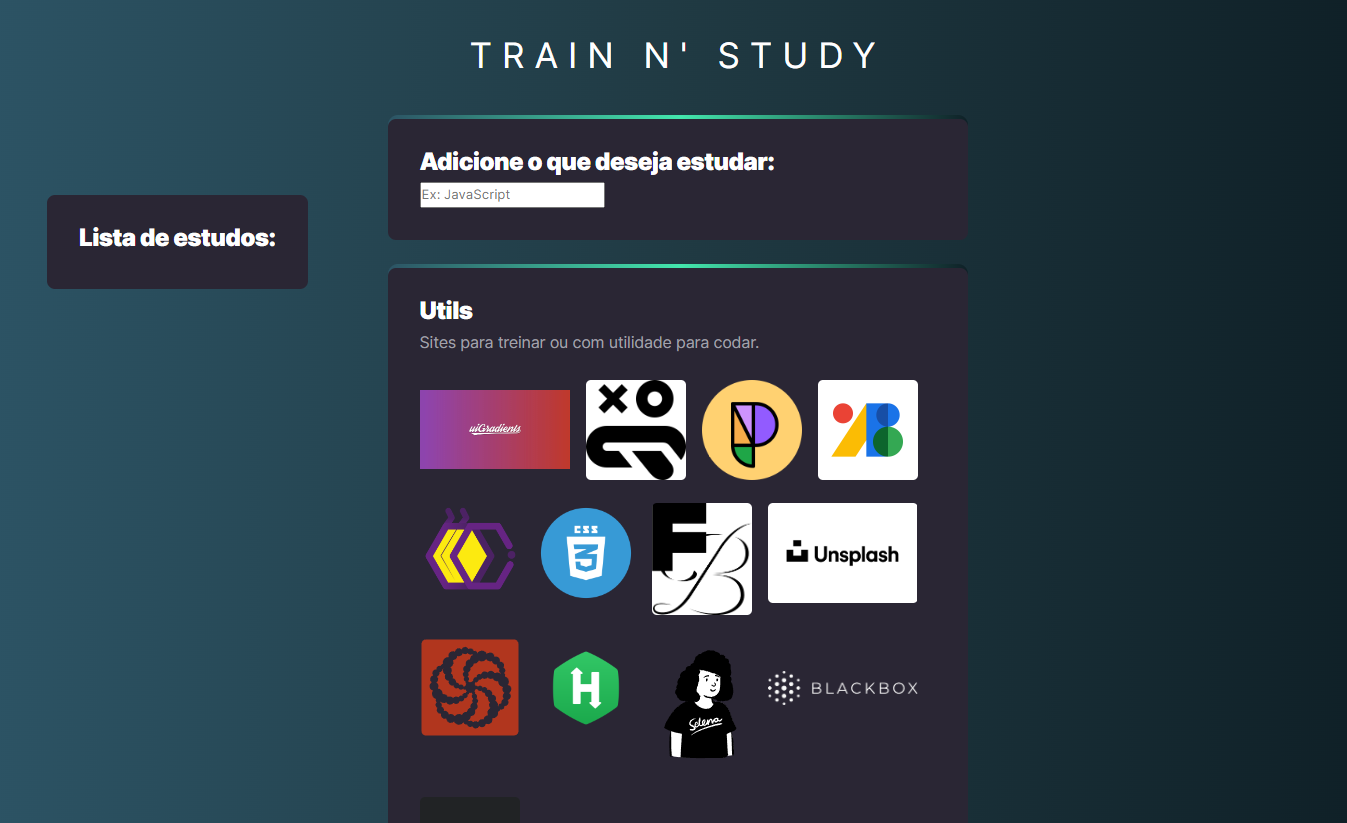 TRAIN N' STUDY
Adicione o que deseja estudar:
Ex: JavaScript
Lista de estudos:
Utils
Sites para treinar ou com utilidade para codar.
uiGradients
CSS
Unsplash
H
Selena
BLACKBOX